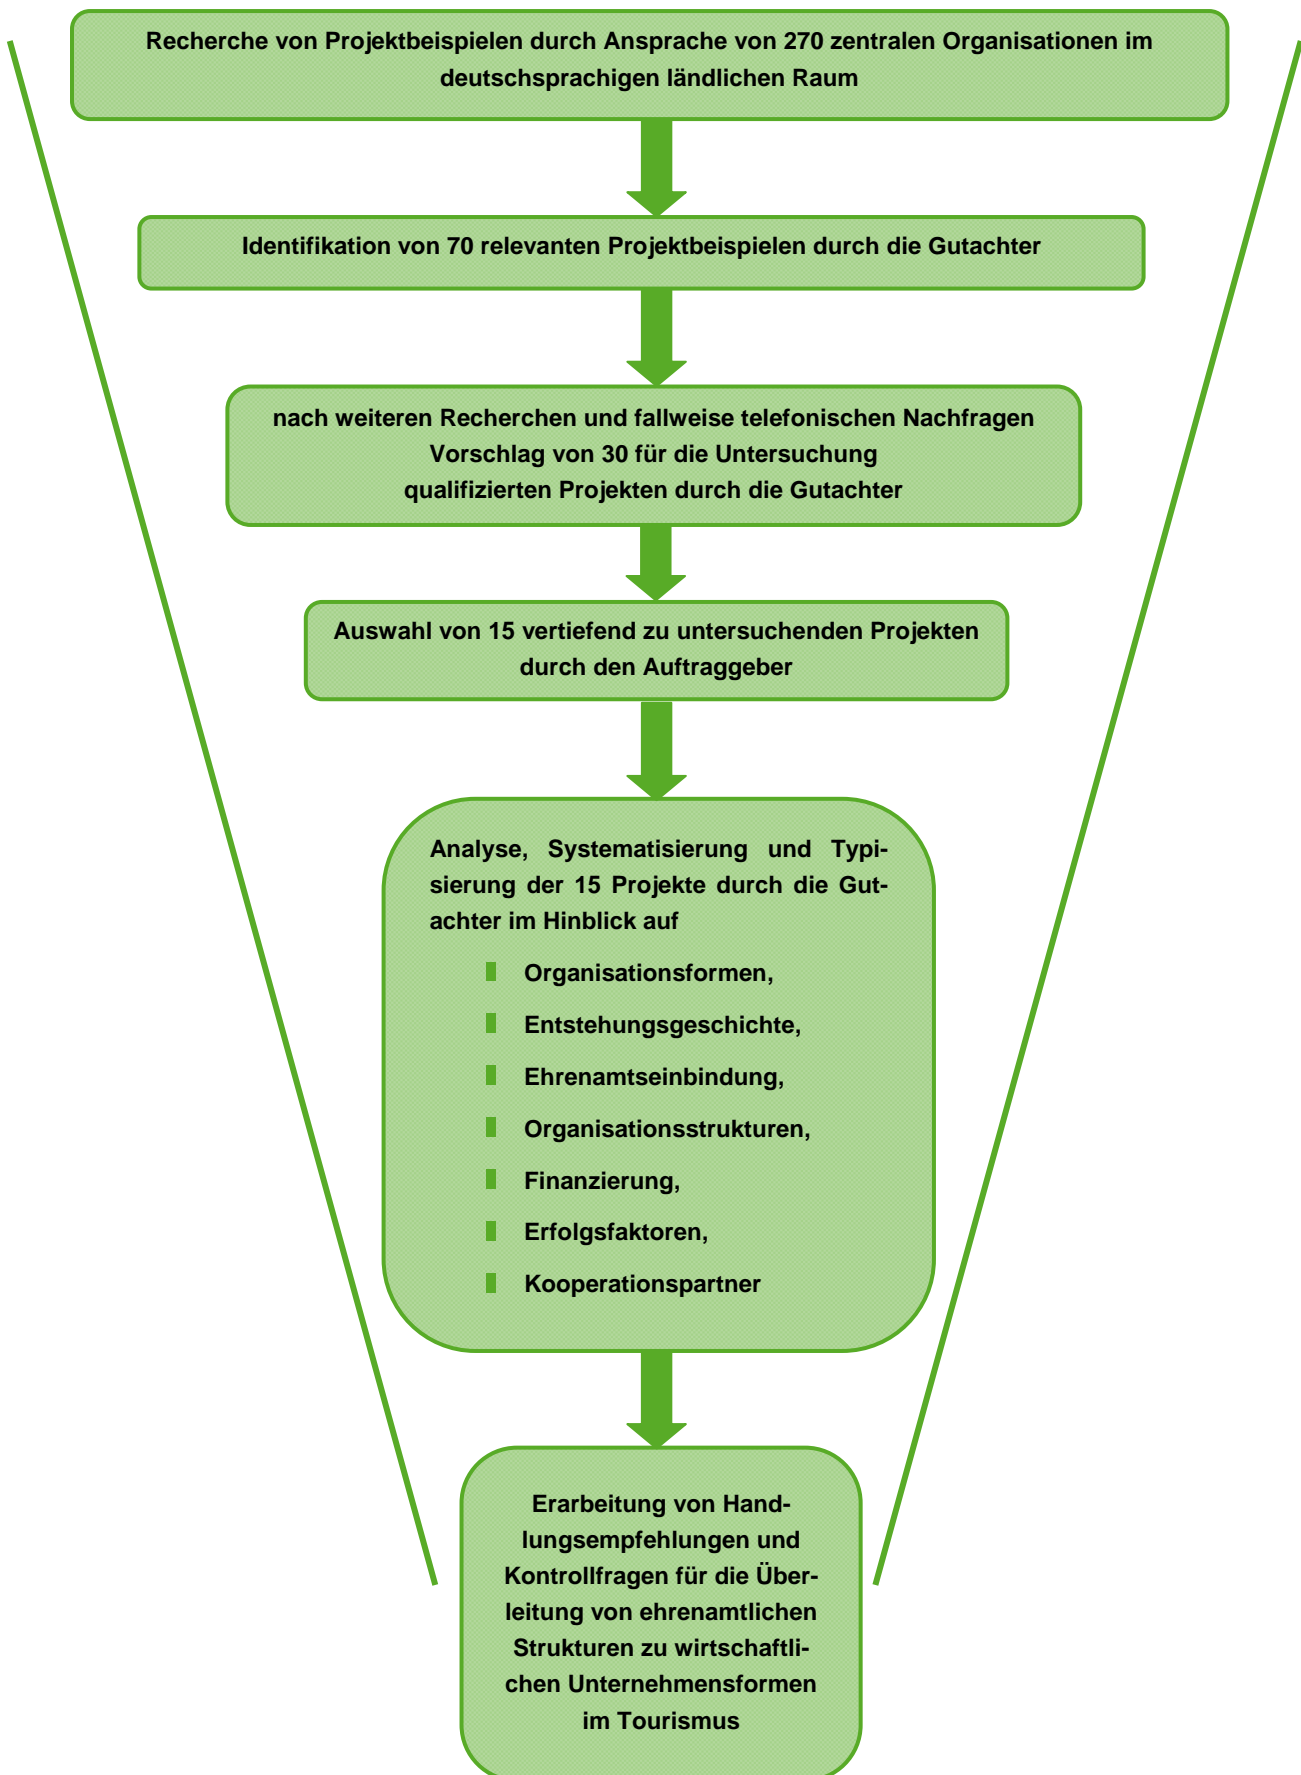 Recherche von Projektbeispielen durch Ansprache von 270 zentralen Organisationen im
deutschsprachigen ländlichen Raum
Identifikation von 70 relevanten Projektbeispielen durch die Gutachter
nach weiteren Recherchen und fallweise telefonischen Nachfragen
Vorschlag von 30 für die Untersuchung
qualifizierten Projekten durch die Gutachter
Auswahl von 15 vertiefend zu untersuchenden Projekten
durch den Auftraggeber
Analyse, Systematisierung und Typi-
sierung der 15 Projekte durch die Gut-
achter im Hinblick auf
Organisationsformen,
Entstehungsgeschichte,
Ehrenamtseinbindung,
Organisationsstrukturen,
Finanzierung,
Erfolgsfaktoren,
Kooperationspartner
Erarbeitung von Hand-
lungsempfehlungen und
Kontrollfragen für die Über-
leitung von ehrenamtlichen
Strukturen zu wirtschaftli-
chen Unternehmensformen
im Tourismus